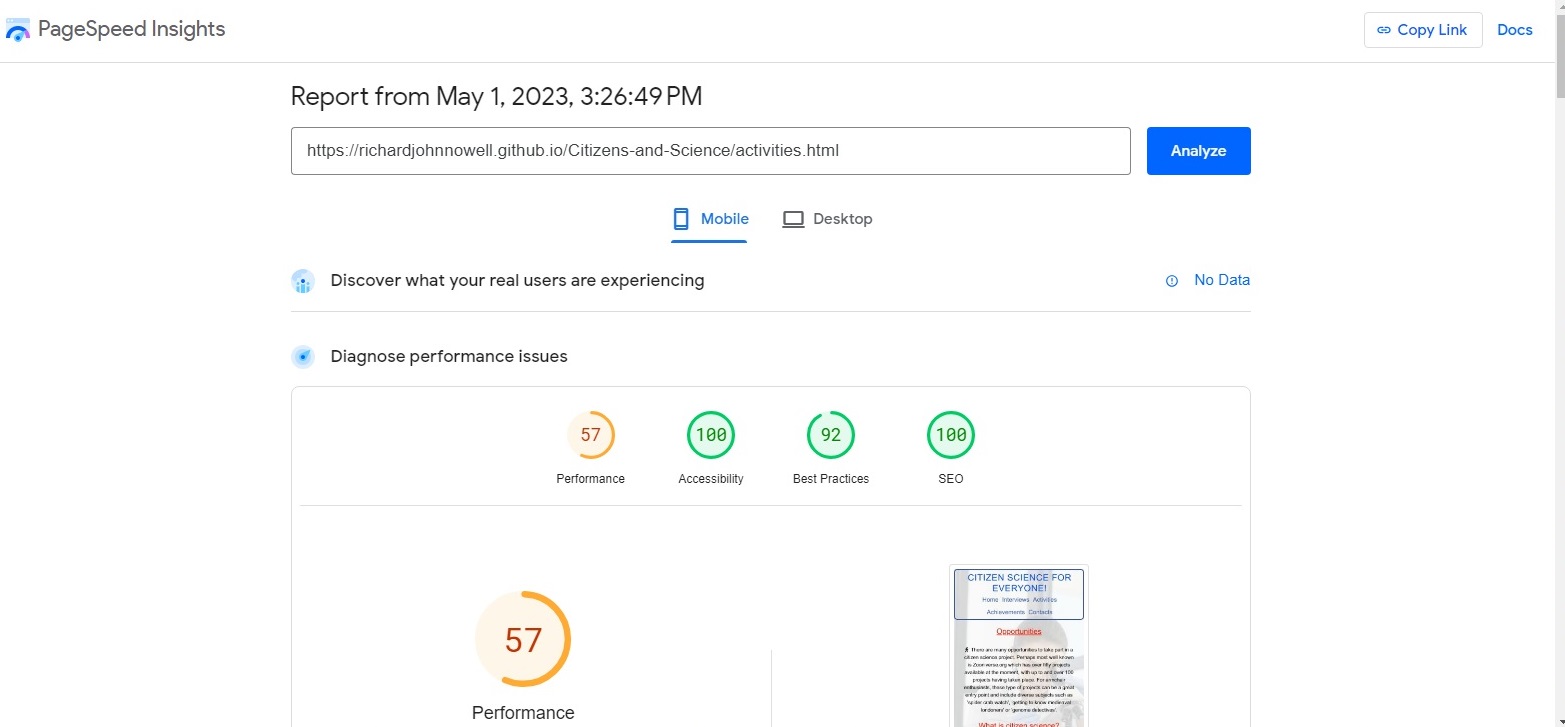 PageSpeed Insights
Copy Link
Docs
Report from May 1, 2023, 3:26:49 PM
https://richardjohnnowell.github.io/Citizens-and-Science/activities.html
Analyze
Mobile
Desktop
Discover what your real users are experiencing
No Data
Diagnose performance issues
57
100
92
100
Performance
Accessibility
Best Practices
SEO
57
Performance
CITIZEN SCIENCE FOR
EVERYONE!
Home Interviews Activities
Achievements Contacts
Opportunities
There are many opportunities to take part in a
citizen science project. Perhaps most well known
is Zooniverse.org which has over fifty projects
available at the moment, with up to and over 100
projects having taken place. For armchair
enthusiasts, these type of projects can be a great
entry point and include diverse subjects such as
'spider crab watch', getting to know medieval
or 'genome detectives'.
What is citizen science?